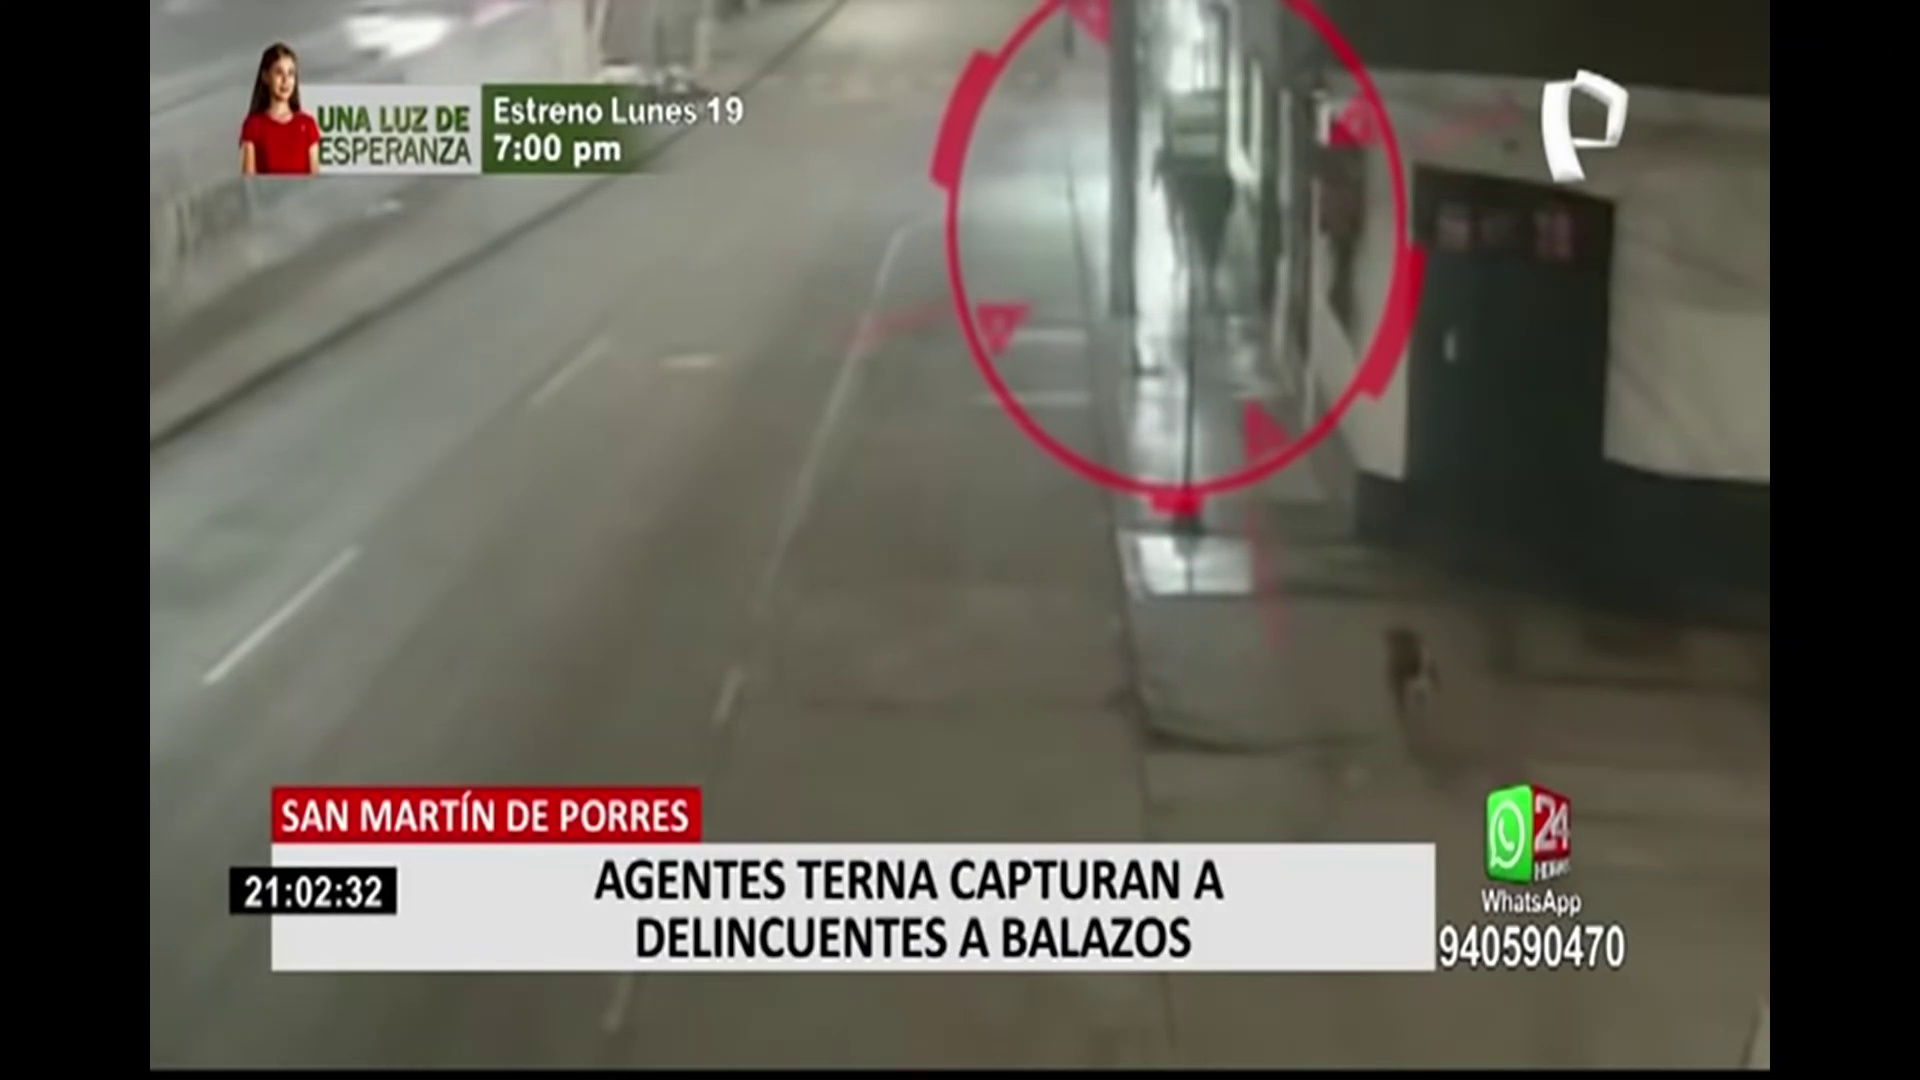 UNA LUZ DE
ESPERANZA
Estreno Lunes 19
7:00 pm
SAN MARTÍN DE PORRES
21:02:32
AGENTES TERNA CAPTURAN A
DELINCUENTES A BALAZOS
24
HORAS
WhatsApp
940590470